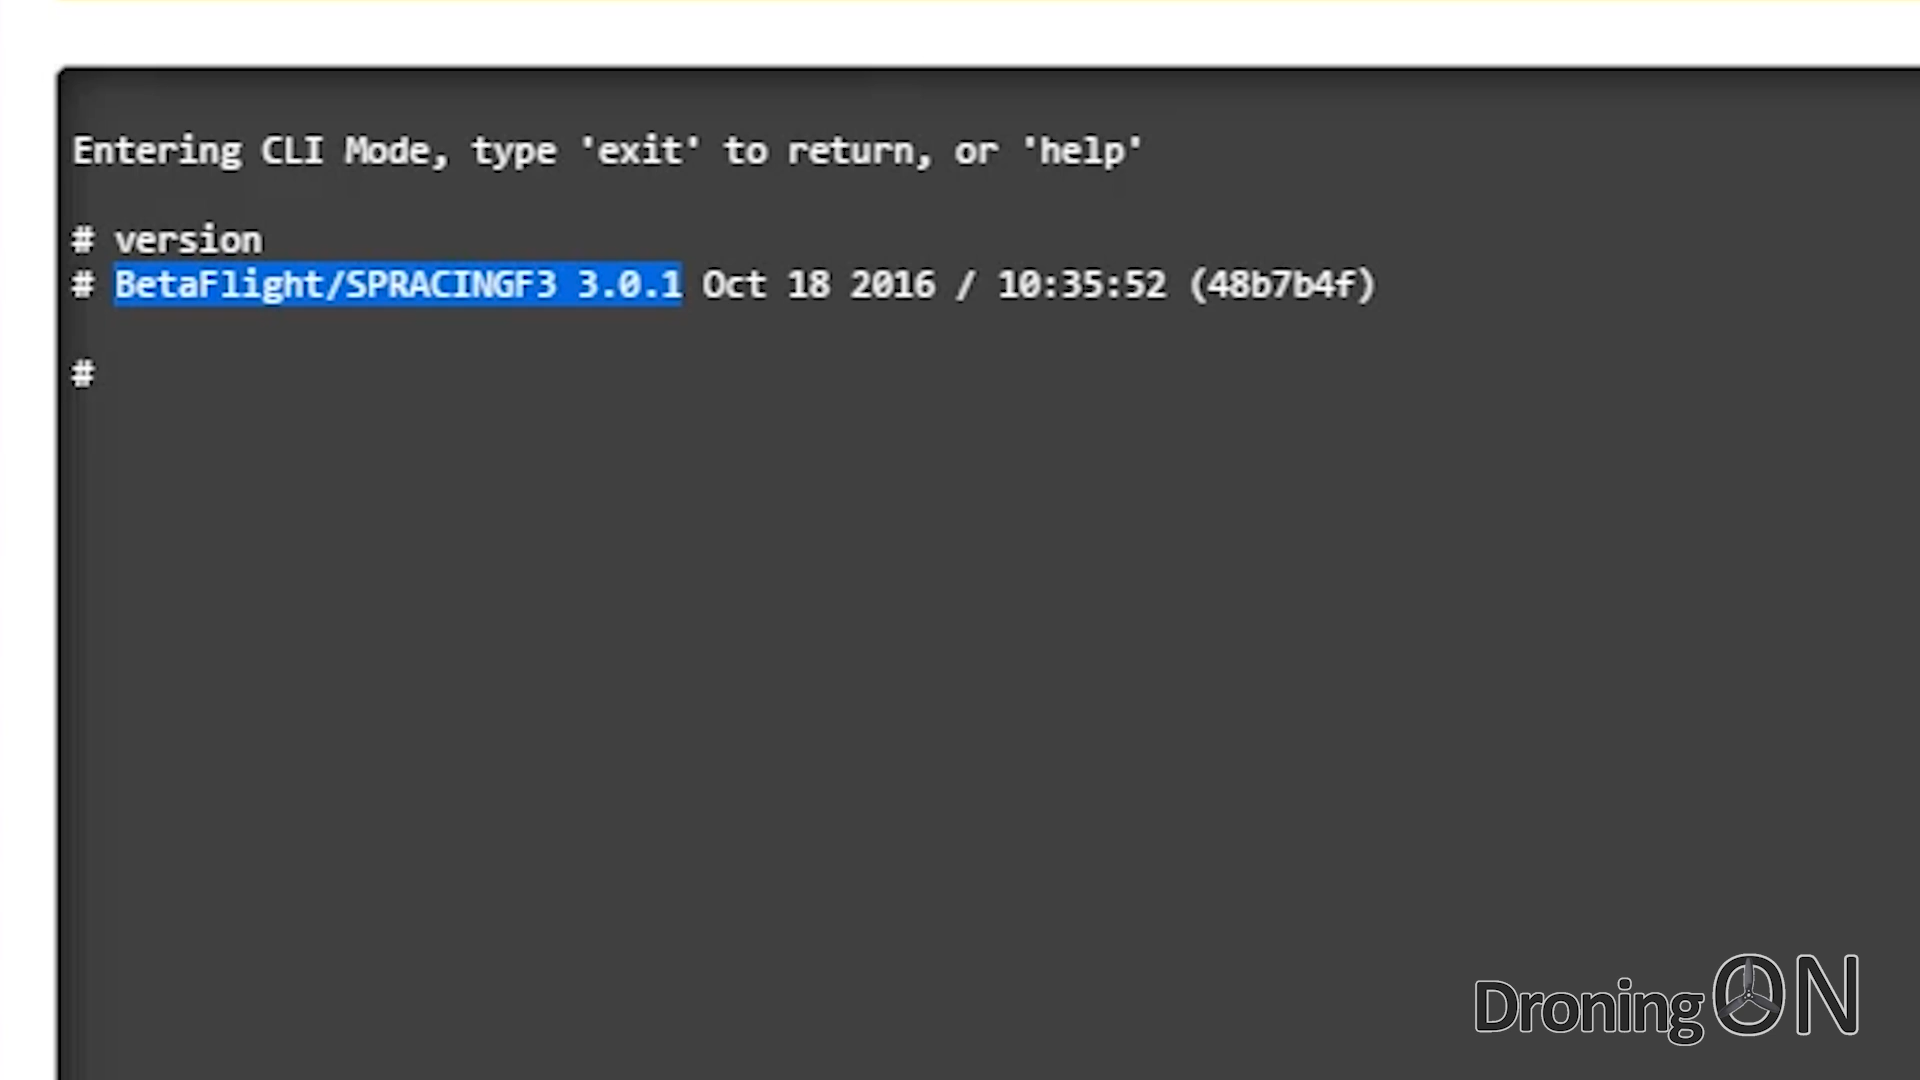 Entering CLI Mode, type 'exit' to return, or 'help'
# version
# BetaFlight/SPRACINGF3 3.0.1 Oct 18 2016 / 10:35:52 (48b7b4f)
#
DroningON